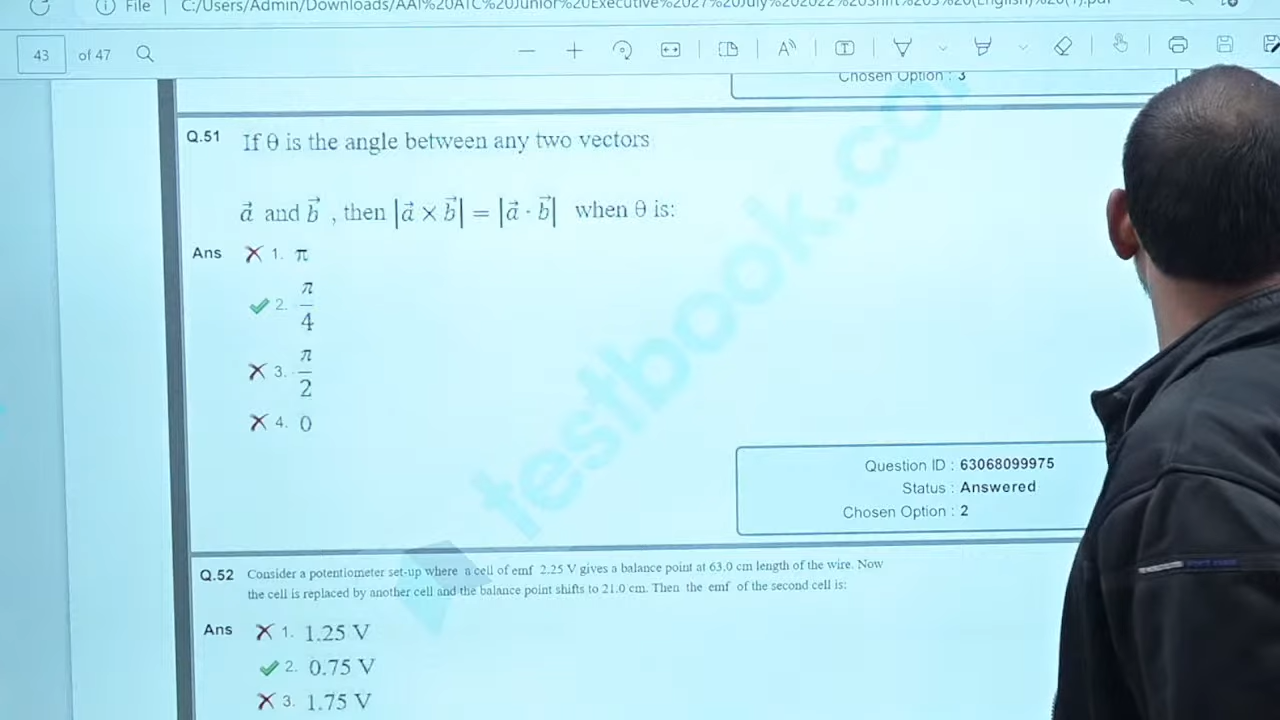 File | C:/Users/Admin/Downloads/AAI%20ATC%20Junior%20Executive%2027%20July%202022%20Shift%203%20(English)%20(1).pdf
43 of 47
Chosen Option : 3
Q.51 If θ is the angle between any two vectors
a⃗ and b⃗ , then |a⃗ × b⃗| = |a⃗ · b⃗| when θ is:
Ans 1. π
2. π/4
3. π/2
4. 0
Question ID : 63068099975
Status : Answered
Chosen Option : 2
Q.52 Consider a potentiometer set-up where a cell of emf 2.25 V gives a balance point at 63.0 cm length of the wire. Now
the cell is replaced by another cell and the balance point shifts to 21.0 cm. Then the emf of the second cell is:
Ans 1. 1.25 V
2. 0.75 V
3. 1.75 V
testbook.co